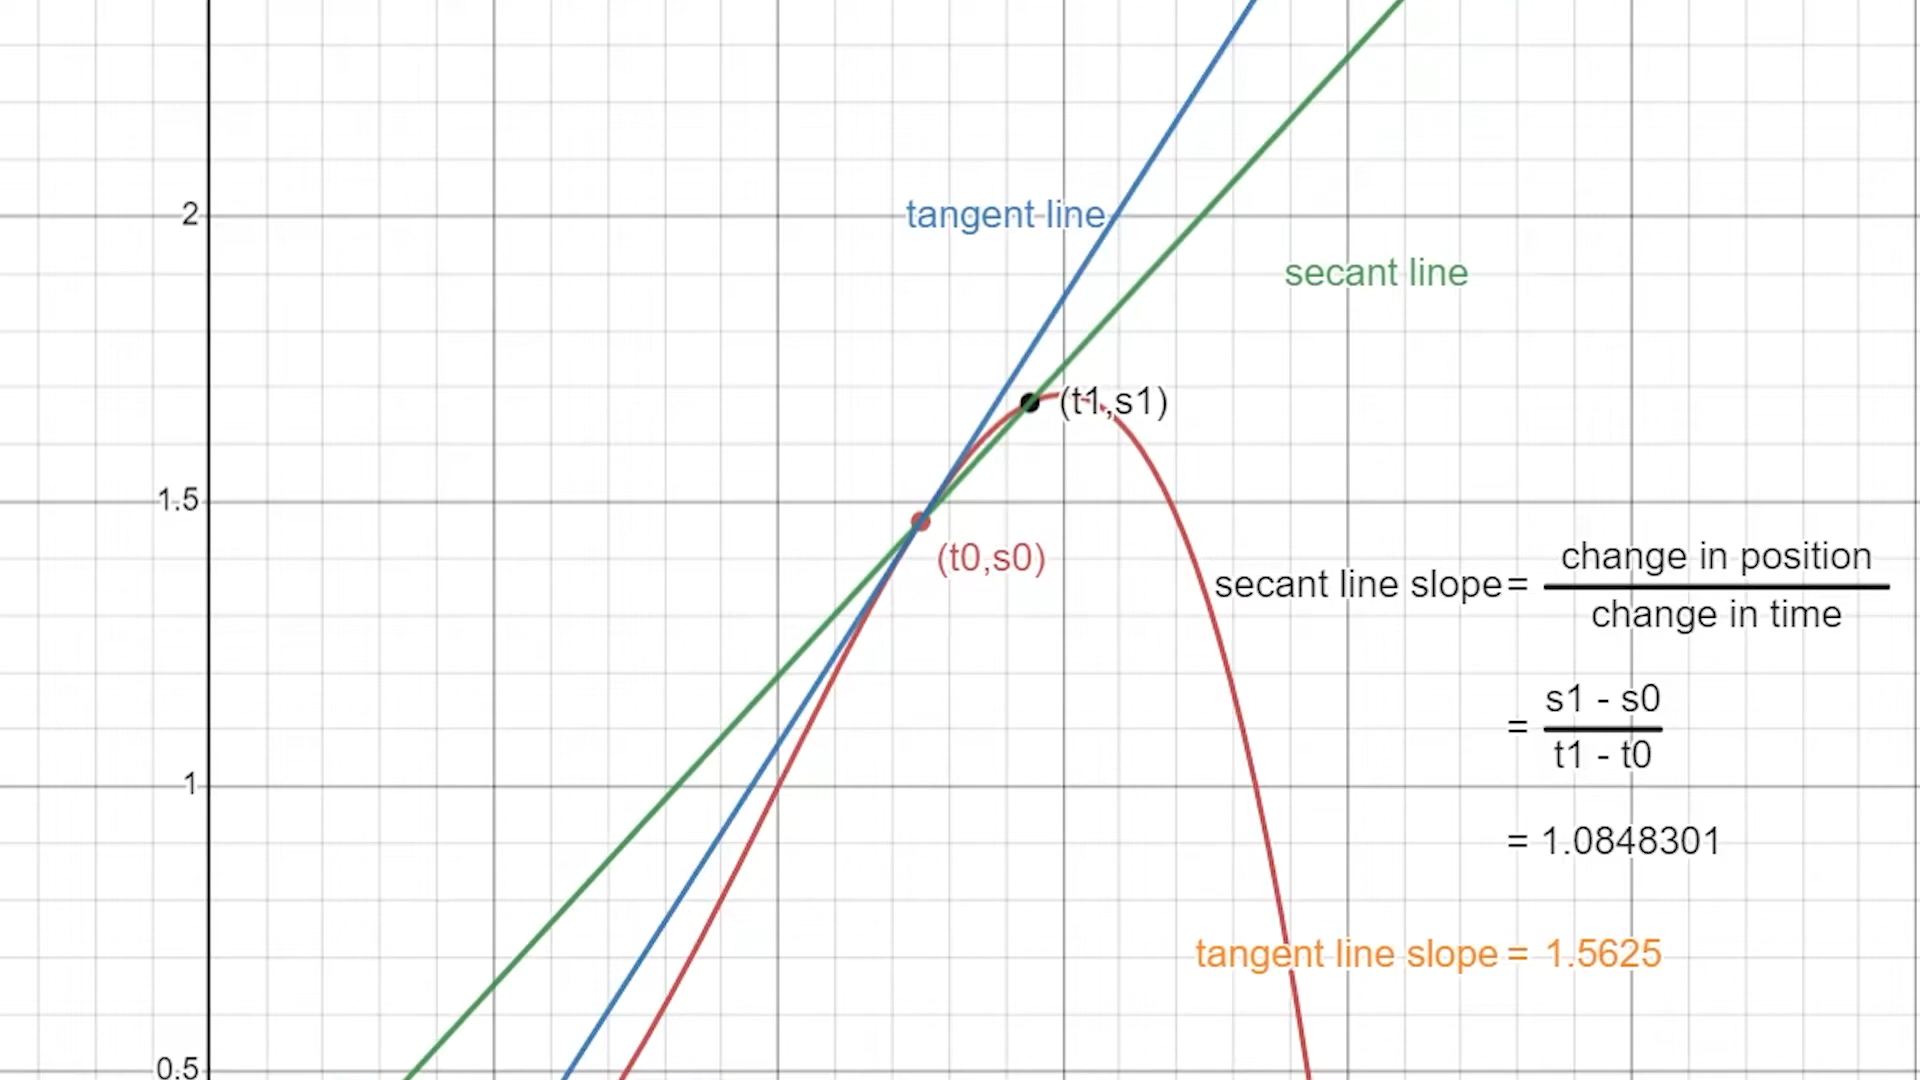 2
tangent line
secant line
(t1,s1)
1.5
(t0,s0)
change in position
secant line slope=
change in time
s1 - s0
=
t1 - t0
1
= 1.0848301
tangent line slope = 1.5625
0.5